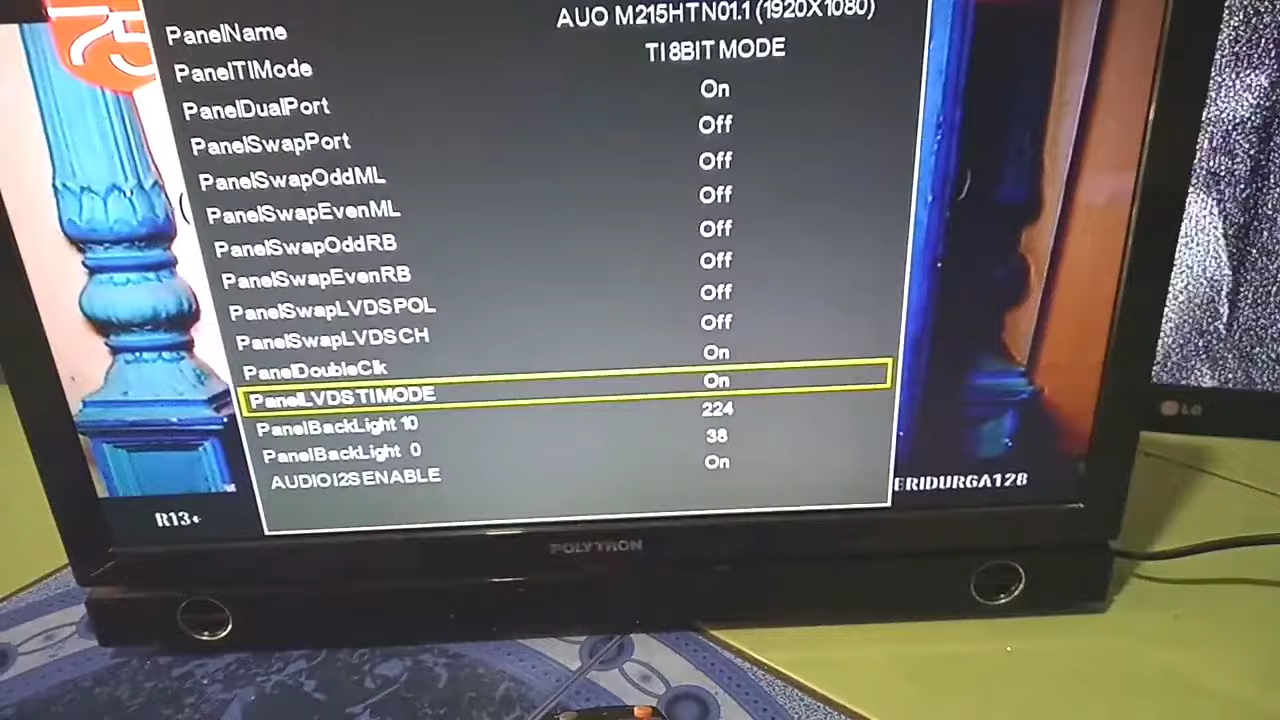 75
PanelName AUO M215HTN01.1 (1920X1080)
PanelTIMode TI 8BIT MODE
PanelDualPort On
PanelSwapPort Off
PanelSwapOddML Off
PanelSwapEvenML Off
PanelSwapOddRB Off
PanelSwapEvenRB Off
PanelSwapLVDSPOL Off
PanelSwapLVDSCH Off
PanelDoubleClk On
PanelLVDSTIMODE On
PanelBackLight 10 224
PanelBackLight 0 38
AUDIOI2SENABLE On
R13+
ERIDURGA128
POLYTRON
LG